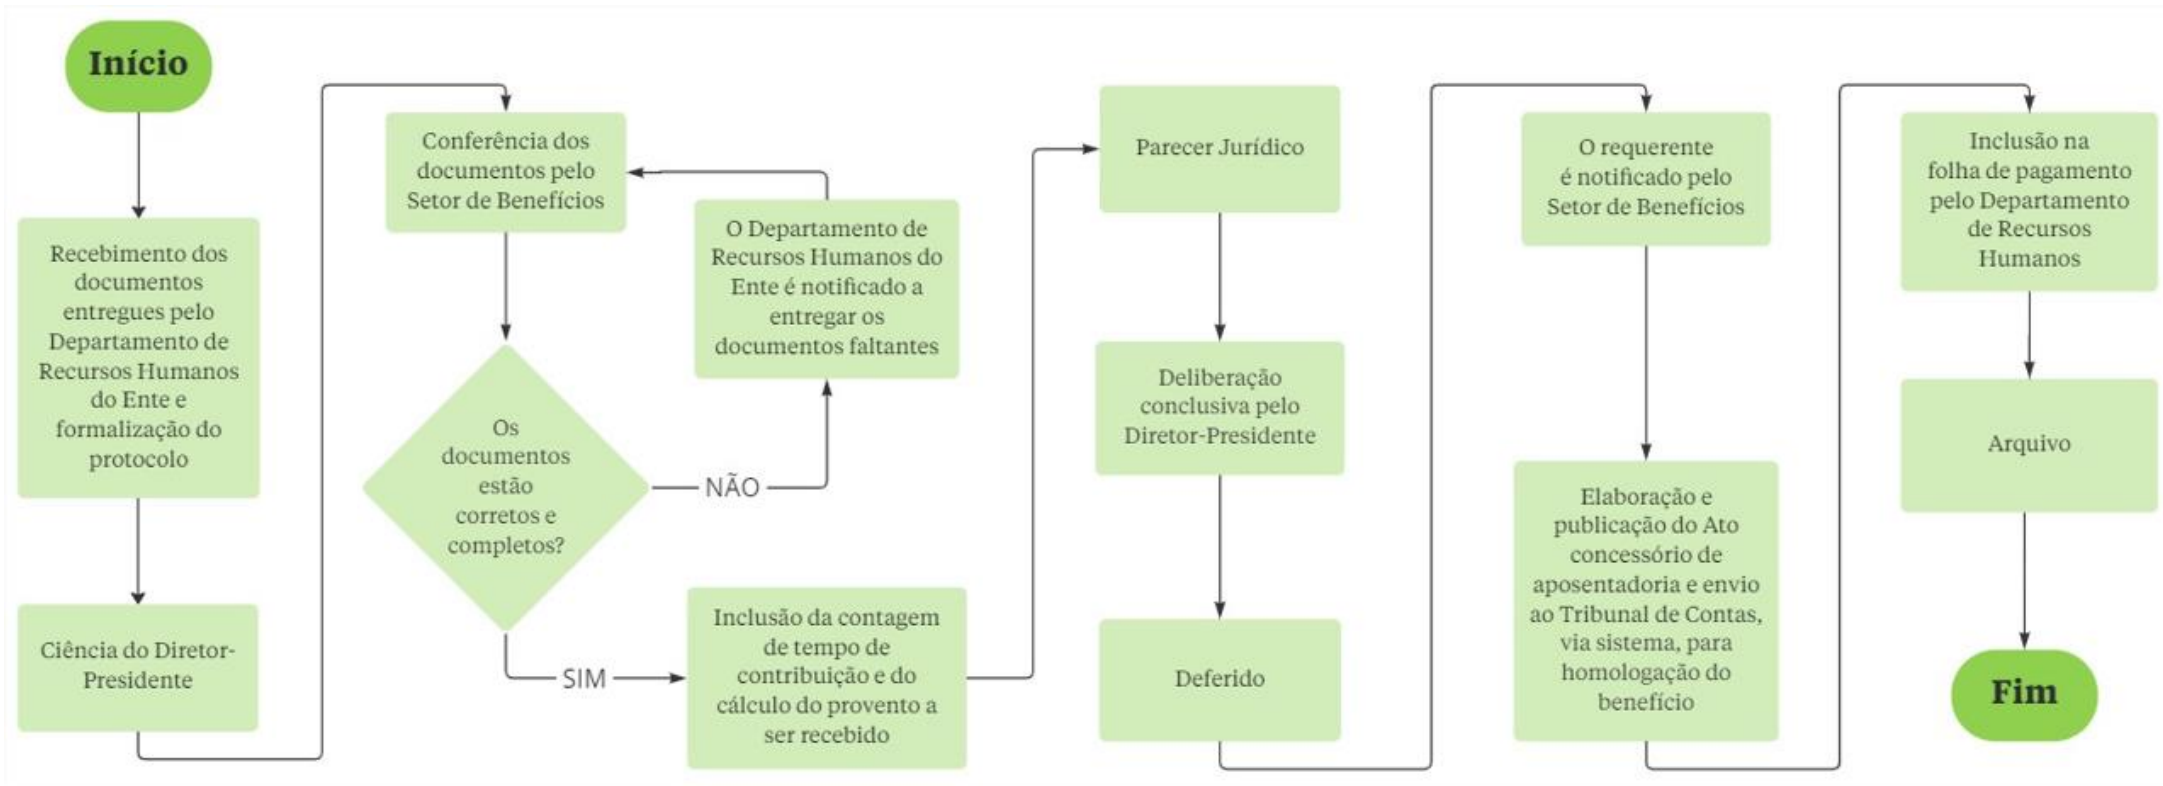 Início
Recebimento dos
documentos
entregues pelo
Departamento de
Recursos Humanos
do Ente e
formalização do
protocolo
Ciência do Diretor-
Presidente
Conferência dos
documentos pelo
Setor de Benefícios
Os
documentos
estão
corretos e
completos?
NÃO
O Departamento de
Recursos Humanos do
Ente é notificado a
entregar os
documentos faltantes
SIM
Inclusão da contagem
de tempo de
contribuição e do
cálculo do provento a
ser recebido
Parecer Jurídico
Deliberação
conclusiva pelo
Diretor-Presidente
Deferido
O requerente
é notificado pelo
Setor de Benefícios
Elaboração e
publicação do Ato
concessório de
aposentadoria e envio
ao Tribunal de Contas,
via sistema, para
homologação do
benefício
Inclusão na
folha de pagamento
pelo Departamento
de Recursos
Humanos
Arquivo
Fim